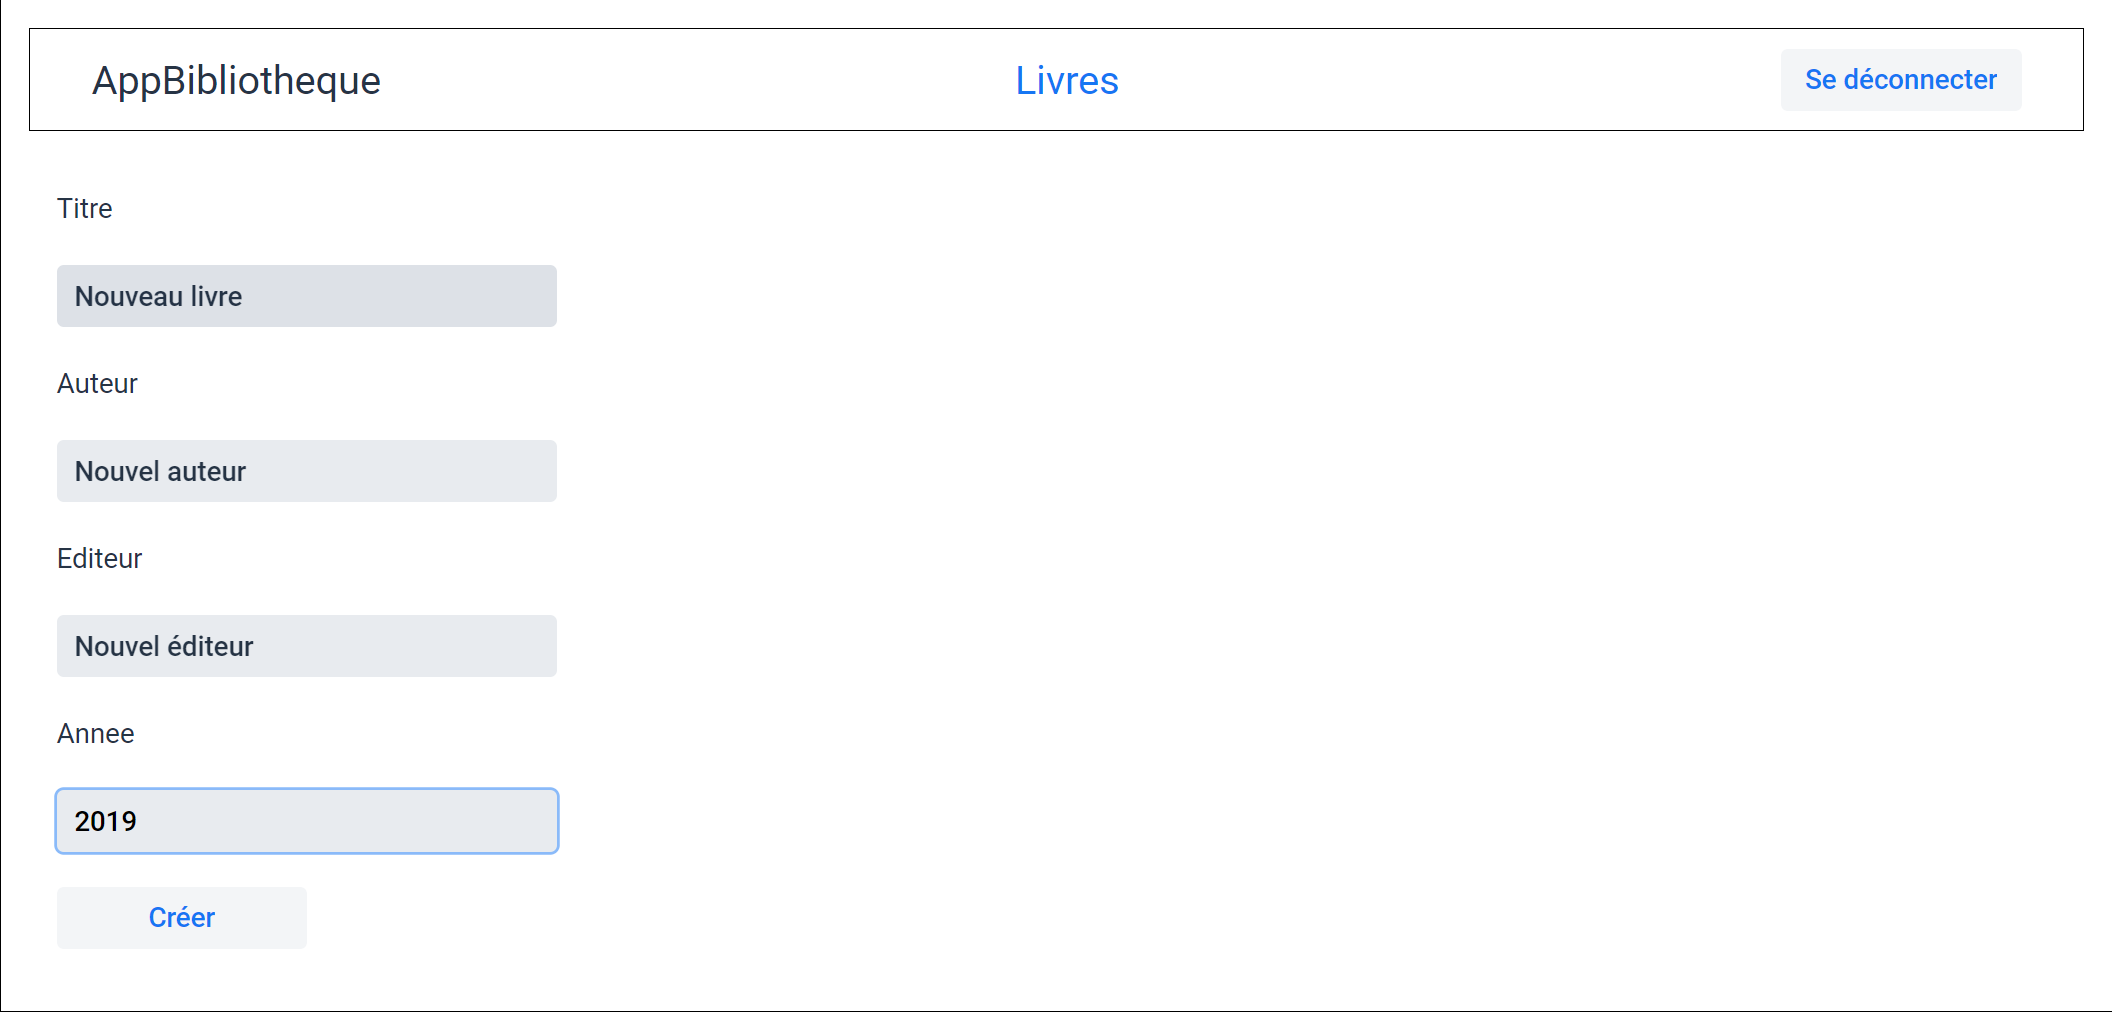 AppBibliotheque Livres Se déconnecter
Titre
Nouveau livre
Auteur
Nouvel auteur
Editeur
Nouvel éditeur
Annee
2019
Créer